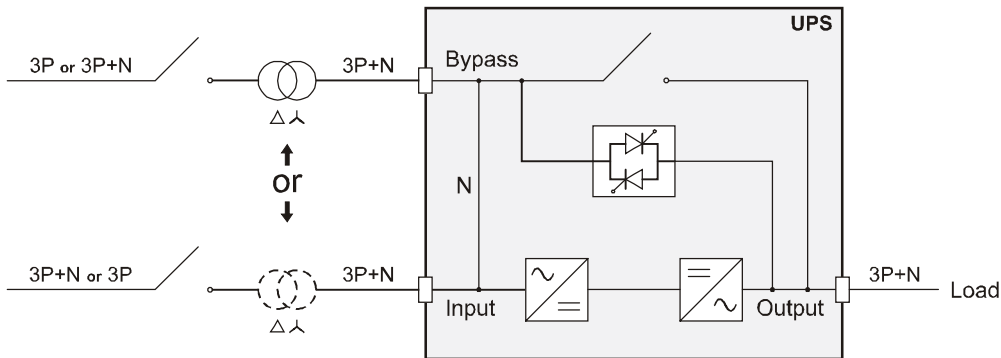 UPS
3P or 3P+N
3P+N
Bypass
or
N
3P+N or 3P
3P+N
Input
Output
3P+N
Load